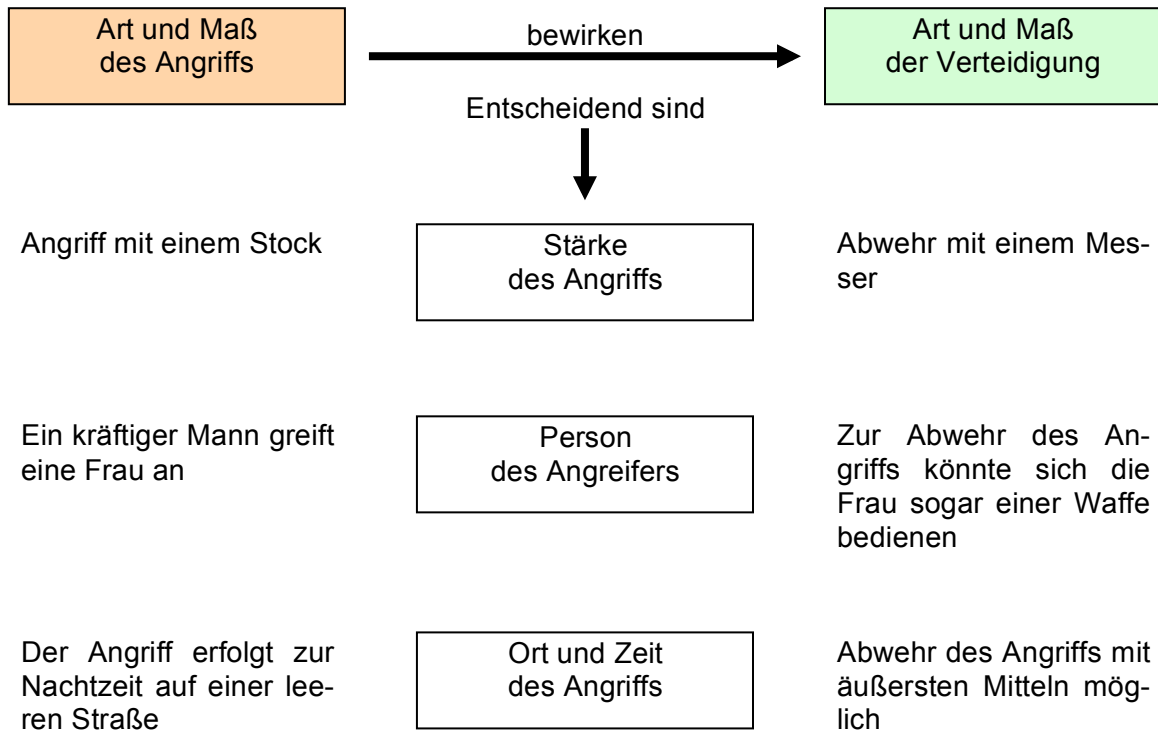 Art und Maß
des Angriffs
bewirken
Art und Maß
der Verteidigung
Entscheidend sind
Angriff mit einem Stock
Stärke
des Angriffs
Abwehr mit einem Mes-
ser
Ein kräftiger Mann greift
eine Frau an
Person
des Angreifers
Zur Abwehr des An-
griffs könnte sich die
Frau sogar einer Waffe
bedienen
Der Angriff erfolgt zur
Nachtzeit auf einer lee-
ren Straße
Ort und Zeit
des Angriffs
Abwehr des Angriffs mit
äußersten Mitteln mög-
lich